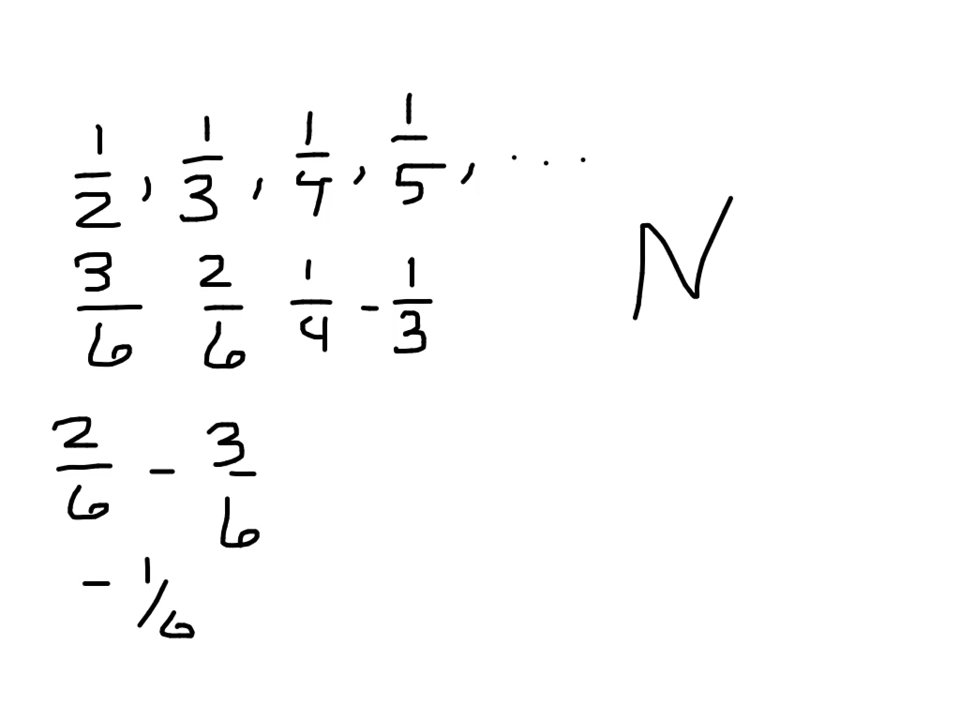 1/2, 1/3, 1/4, 1/5, ...
N
3/6 2/6 1/4 - 1/3
2/6 - 3/6
- 1/6